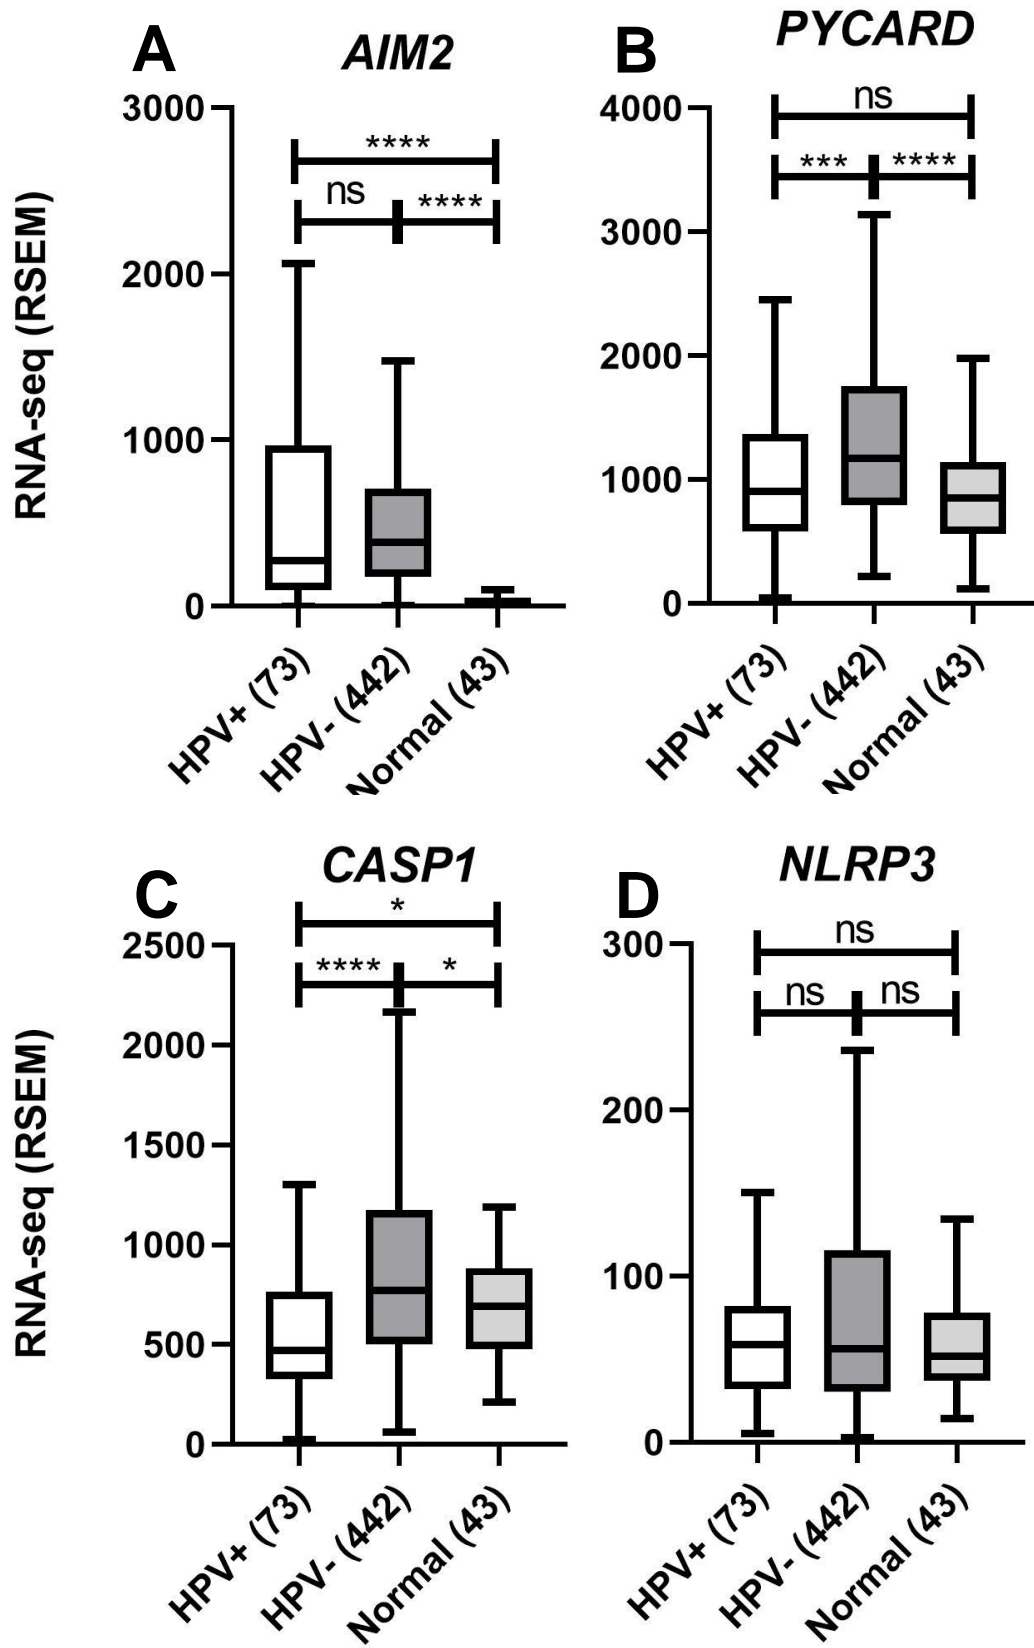 A
AIM2
3000
2000
1000
0
RNA-seq (RSEM)
****
ns
****
HPV+ (73)
HPV- (442)
Normal (43)
B
PYCARD
4000
3000
2000
1000
0
ns
***
****
HPV+ (73)
HPV- (442)
Normal (43)
C
CASP1
2500
2000
1500
1000
500
0
RNA-seq (RSEM)
*
****
*
HPV+ (73)
HPV- (442)
Normal (43)
D
NLRP3
300
200
100
0
ns
ns
ns
HPV+ (73)
HPV- (442)
Normal (43)